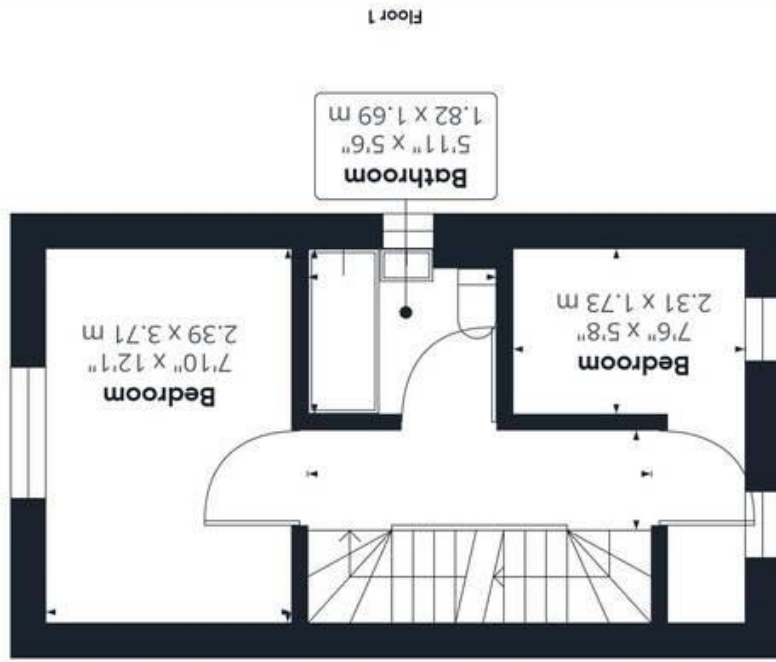 Bedroom
7'6" x 5'8"
2.31 x 1.73 m
Bedroom
7'10" x 12'1"
2.39 x 3.71 m
Bathroom
5'11" x 5'6"
1.82 x 1.69 m
Floor 1